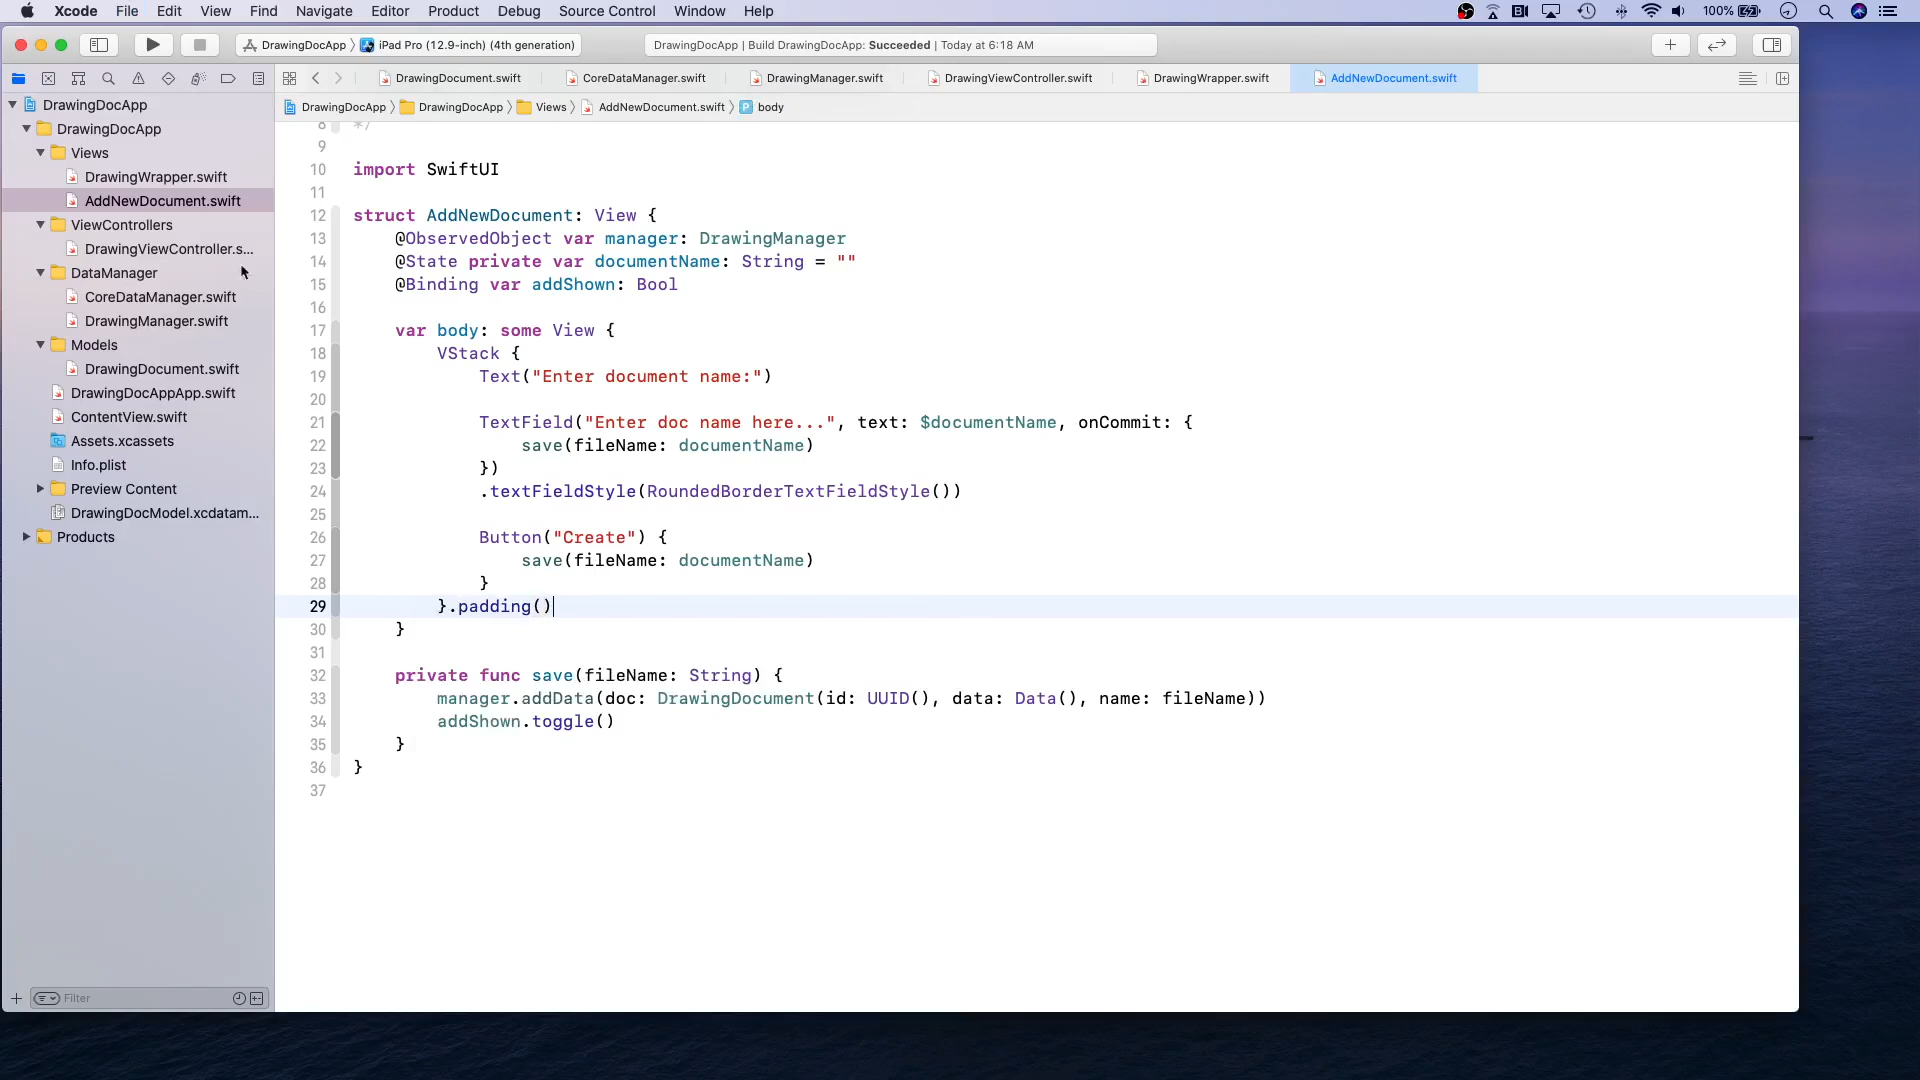 Xcode File Edit View Find Navigate Editor Product Debug Source Control Window Help 100%
DrawingDocApp iPad Pro (12.9-inch) (4th generation) DrawingDocApp | Build DrawingDocApp: Succeeded | Today at 6:18 AM
DrawingDocument.swift CoreDataManager.swift DrawingManager.swift DrawingViewController.swift DrawingWrapper.swift AddNewDocument.swift
DrawingDocApp DrawingDocApp Views AddNewDocument.swift P body
DrawingDocApp
DrawingDocApp
Views
DrawingWrapper.swift
AddNewDocument.swift
ViewControllers
DrawingViewController.s...
DataManager
CoreDataManager.swift
DrawingManager.swift
Models
DrawingDocument.swift
DrawingDocAppApp.swift
ContentView.swift
Assets.xcassets
Info.plist
Preview Content
DrawingDocModel.xcdatam...
Products
Filter
8 */
9
10 import SwiftUI
11
12 struct AddNewDocument: View {
13 @ObservedObject var manager: DrawingManager
14 @State private var documentName: String = ""
15 @Binding var addShown: Bool
16
17 var body: some View {
18 VStack {
19 Text("Enter document name:")
20
21 TextField("Enter doc name here...", text: $documentName, onCommit: {
22 save(fileName: documentName)
23 })
24 .textFieldStyle(RoundedBorderTextFieldStyle())
25
26 Button("Create") {
27 save(fileName: documentName)
28 }
29 }.padding()
30 }
31
32 private func save(fileName: String) {
33 manager.addData(doc: DrawingDocument(id: UUID(), data: Data(), name: fileName))
34 addShown.toggle()
35 }
36 }
37